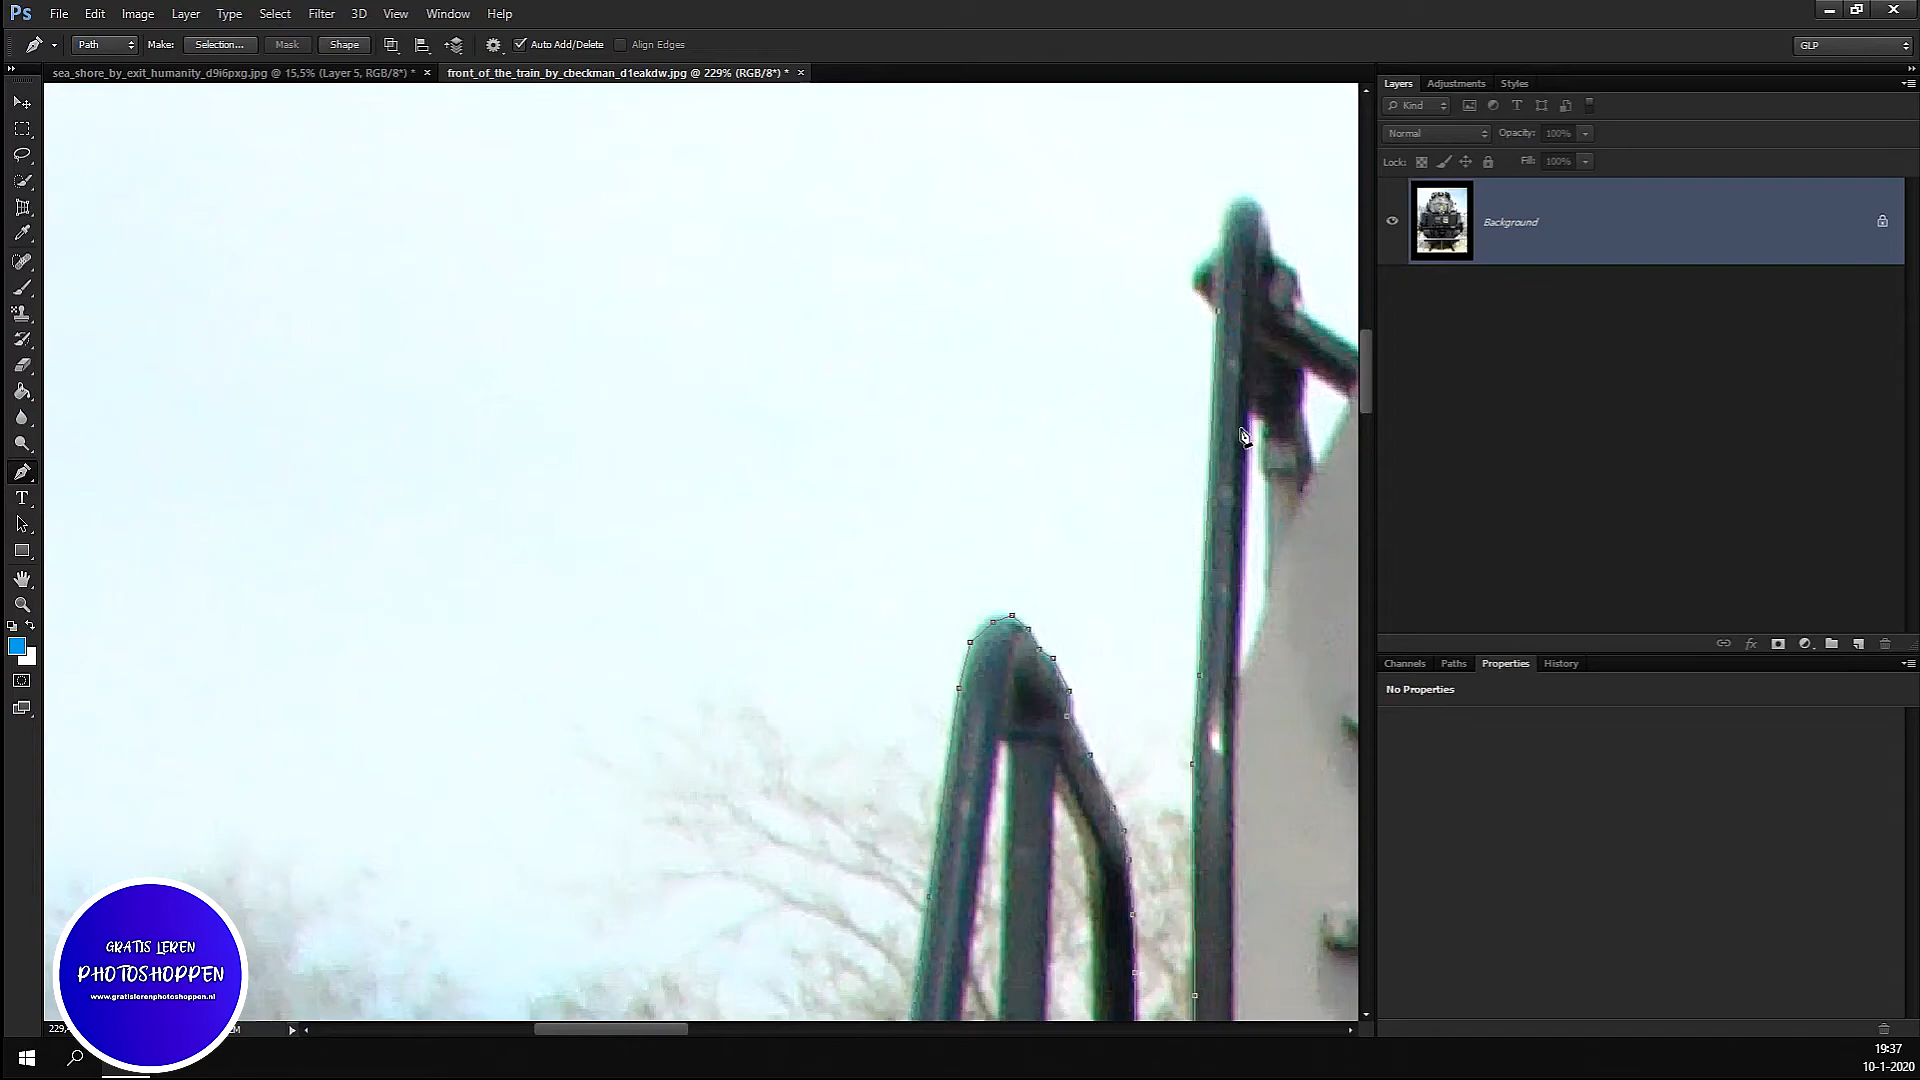 Ps File Edit Image Layer Type Select Filter 3D View Window Help
Path Make: Selection... Mask Shape Auto Add/Delete Align Edges GLP
sea_shore_by_exit_humanity_d9i6pxg.jpg @ 15,5% (Layer 5, RGB/8*) * × front_of_the_train_by_cbeckman_d1eakdw.jpg @ 229% (RGB/8*) * ×
Layers Adjustments Styles
Kind
Normal Opacity: 100%
Lock: Fill: 100%
Background
Channels Paths Properties History
No Properties
GRATIS LEREN
PHOTOSHOPPEN
www.gratislerenphotoshoppen.nl
19:37
10-1-2020